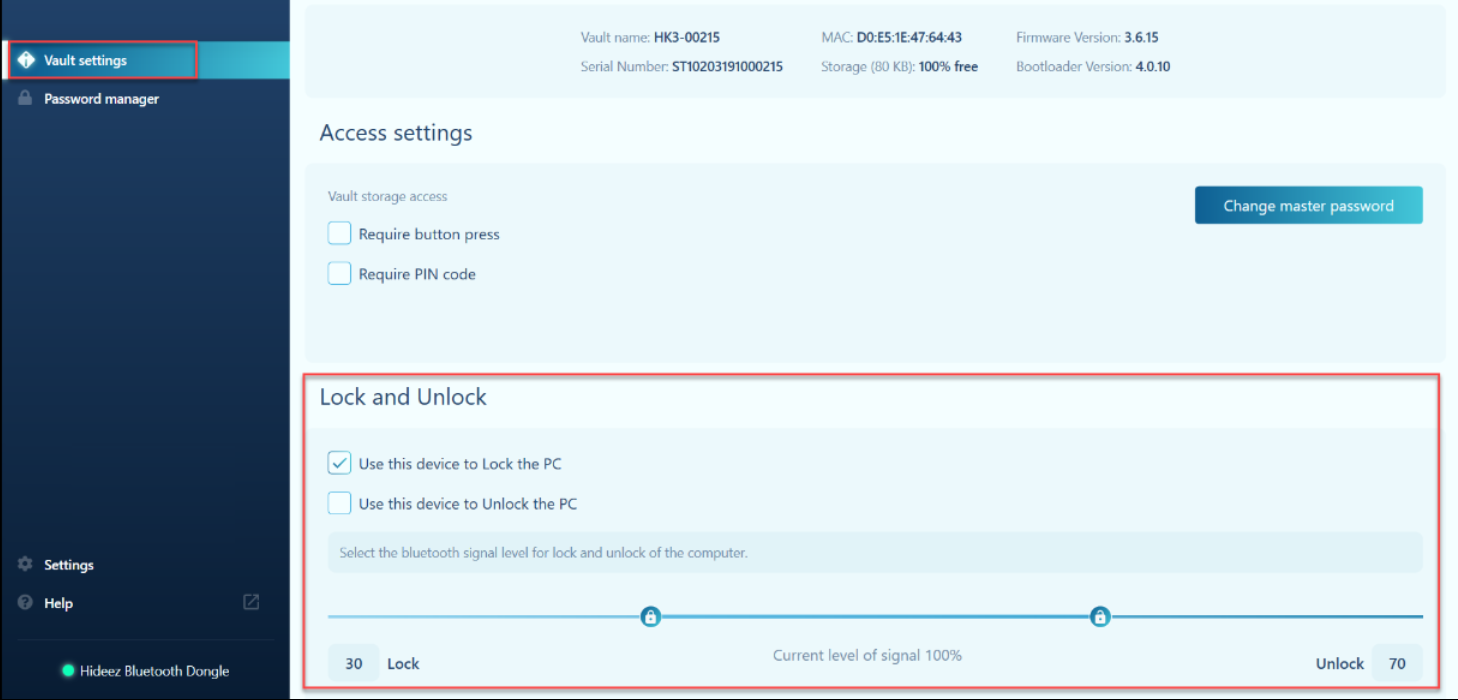 Vault settings
Password manager
Settings
Help
Hideez Bluetooth Dongle
Vault name: HK3-00215 MAC: D0:E5:1E:47:64:43 Firmware Version: 3.6.15
Serial Number: ST10203191000215 Storage (80 KB): 100% free Bootloader Version: 4.0.10
Access settings
Vault storage access
Change master password
Require button press
Require PIN code
Lock and Unlock
Use this device to Lock the PC
Use this device to Unlock the PC
Select the bluetooth signal level for lock and unlock of the computer.
30 Lock Current level of signal 100% Unlock 70